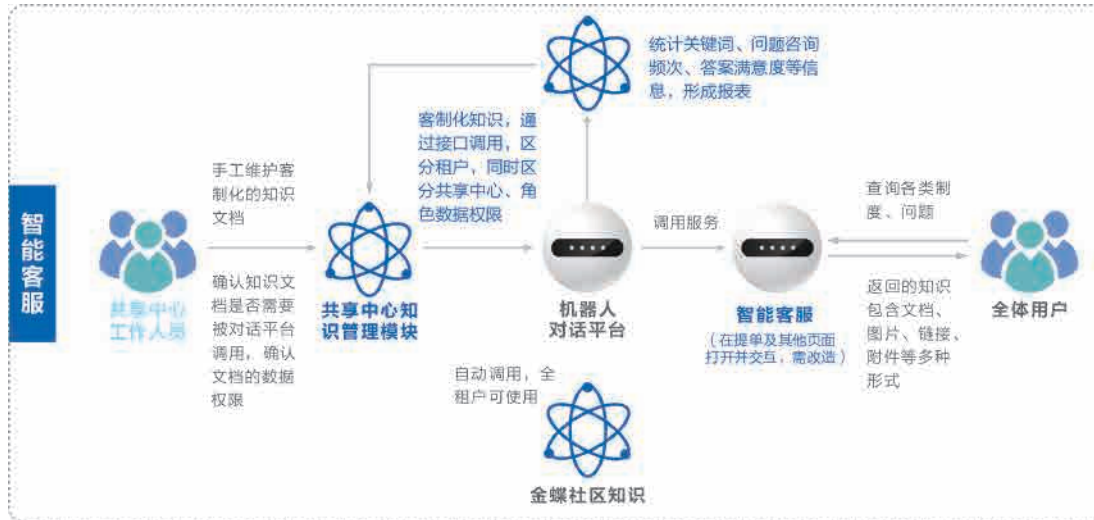 智能客服
统计关键词、问题咨询
频次、答案满意度等信
息，形成报表
客制化知识，通
过接口调用，区
分租户，同时区
分共享中心、角
色数据权限
手工维护客
制化的知识
文档
确认知识文
档是否需要
被对话平台
调用，确认
文档的数据
权限
共享中心
工作人员
共享中心知
识管理模块
机器人
对话平台
调用服务
智能客服
（在提单及其他页面
打开并交互，需改造）
查询各类制
度、问题
返回的知识
包含文档、
图片、链接、
附件等多种
形式
全体用户
自动调用，全
租户可使用
金蝶社区知识